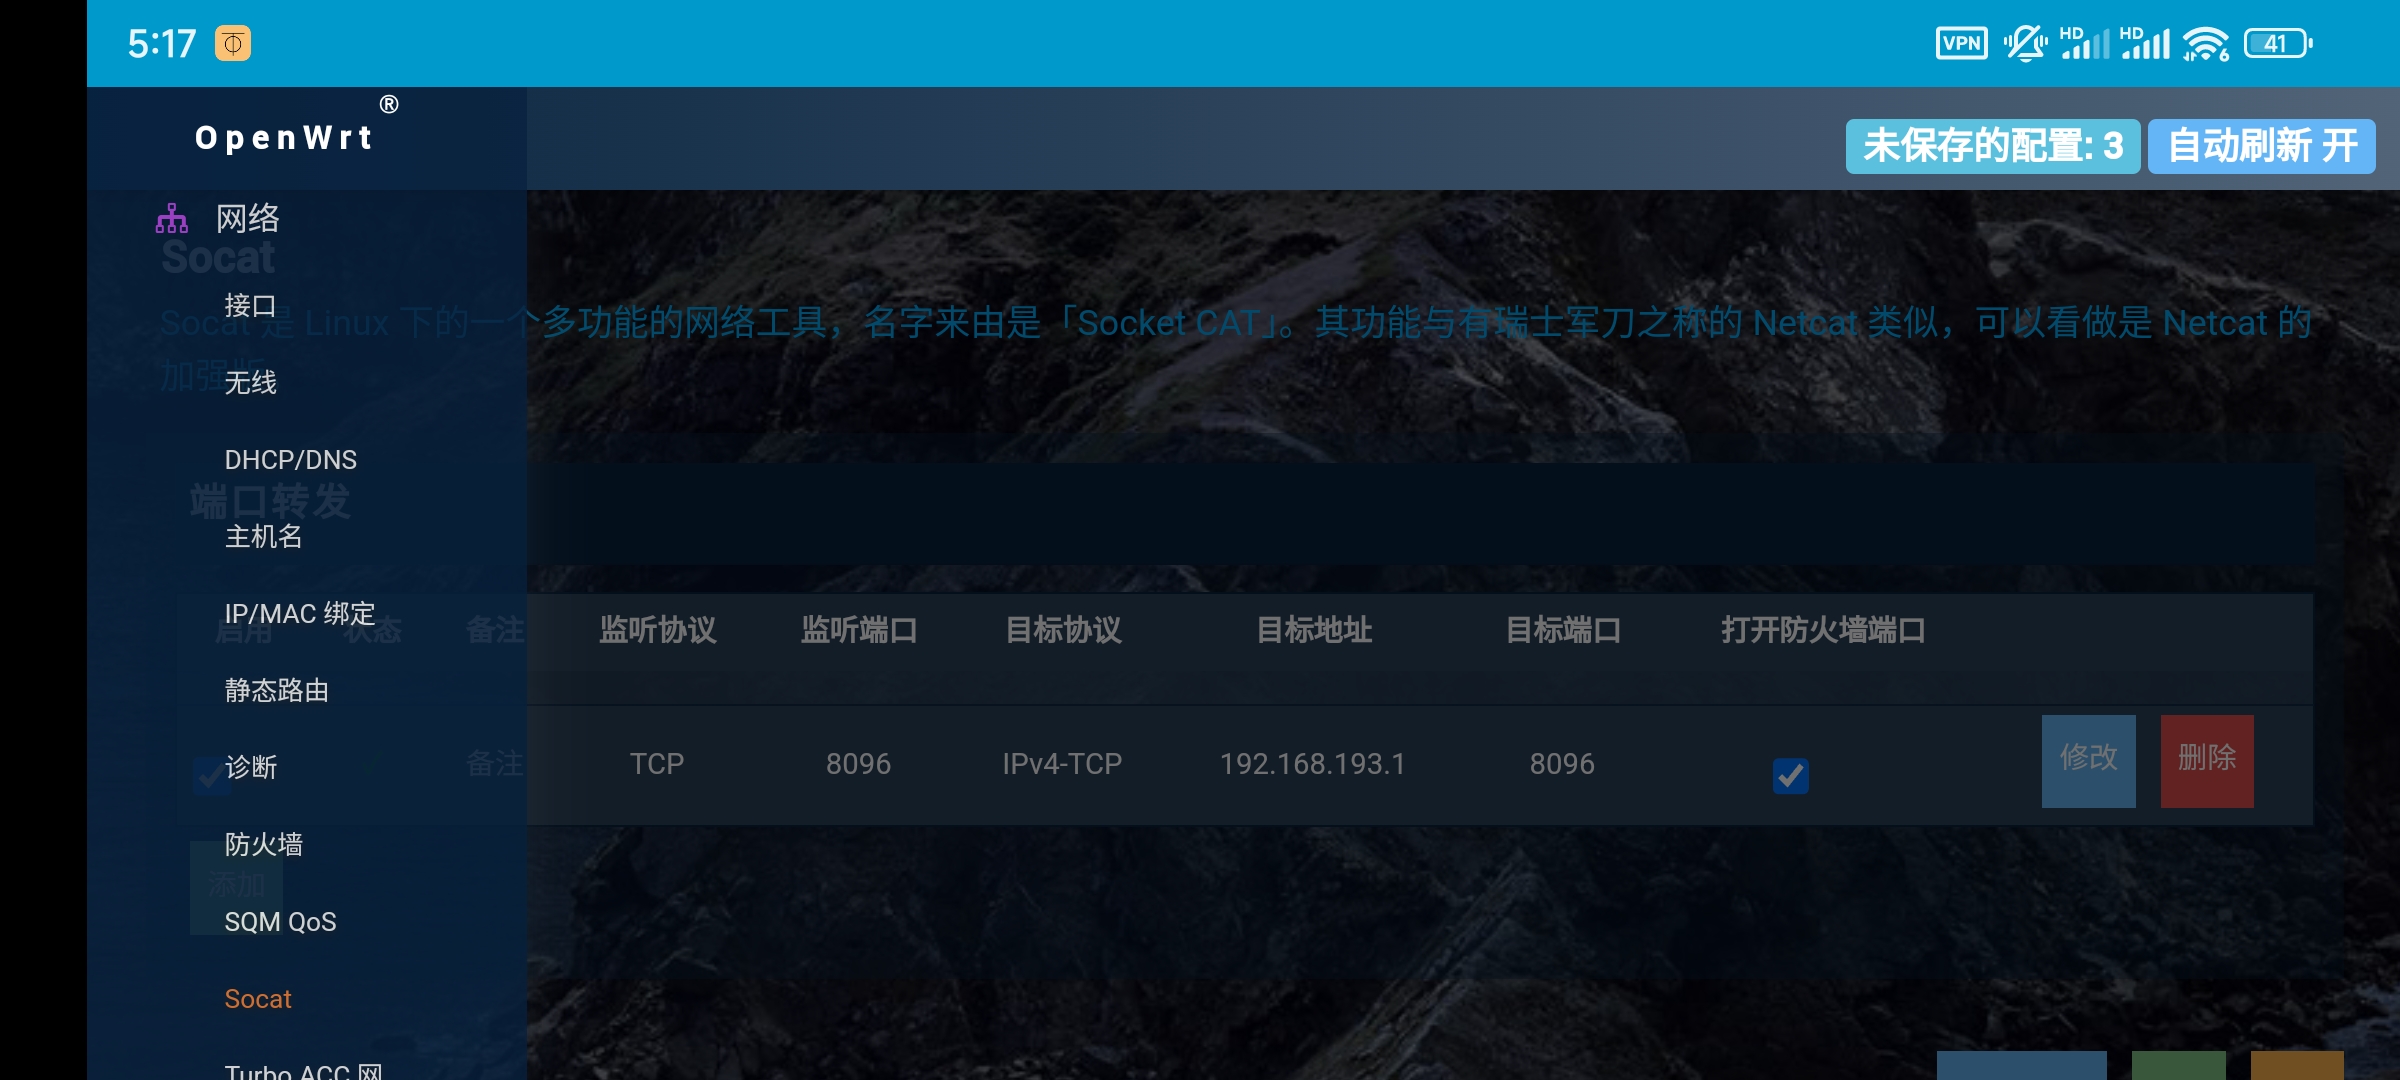 5:17
VPN HD HD 6 41
OpenWrt ®
未保存的配置: 3 自动刷新 开
网络
Socat
接口
Socat 是 Linux 下的一个多功能的网络工具，名字来由是「Socket CAT」。其功能与有瑞士军刀之称的 Netcat 类似，可以看做是 Netcat 的
加强版
无线
DHCP/DNS
端口转发
主机名
IP/MAC 绑定
启用 状态 备注 监听协议 监听端口 目标协议 目标地址 目标端口 打开防火墙端口
静态路由
诊断
备注 TCP 8096 IPv4-TCP 192.168.193.1 8096 修改 删除
防火墙
添加
SQM QoS
Socat
Turbo ACC 网